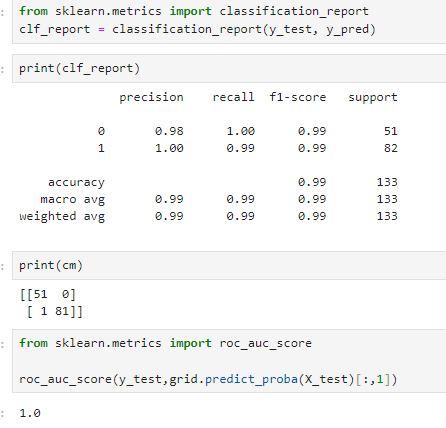 from sklearn.metrics import classification_report
clf_report = classification_report(y_test, y_pred)
print(clf_report)
precision recall f1-score support
0 0.98 1.00 0.99 51
1 1.00 0.99 0.99 82
accuracy 0.99 133
macro avg 0.99 0.99 0.99 133
weighted avg 0.99 0.99 0.99 133
print(cm)
[[51  0]
[ 1 81]]
from sklearn.metrics import roc_auc_score
roc_auc_score(y_test,grid.predict_proba(X_test)[:,1])
1.0